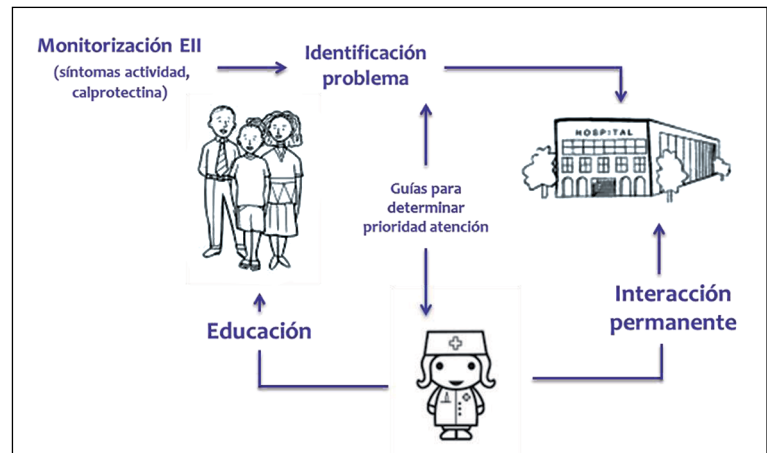 Monitorización EII
(síntomas actividad,
calprotectina)
Identificación
problema
HOSPITAL
Guías para
determinar
prioridad atención
Educación
Interacción
permanente